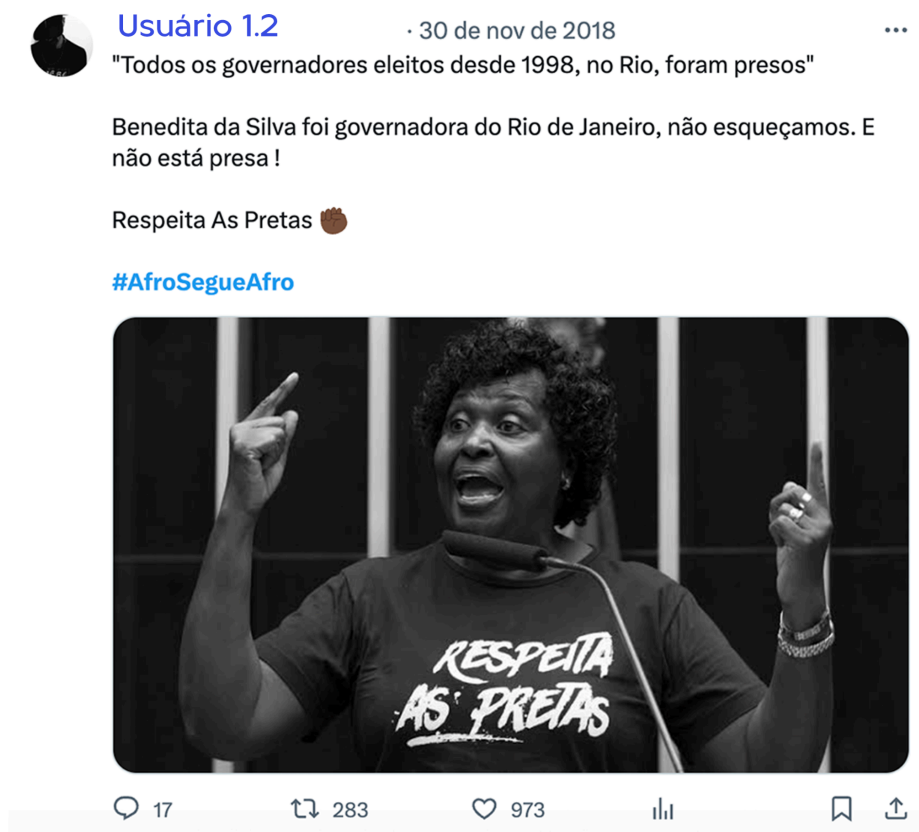 Usuário 1.2 · 30 de nov de 2018
"Todos os governadores eleitos desde 1998, no Rio, foram presos"
Benedita da Silva foi governadora do Rio de Janeiro, não esqueçamos. E
não está presa !
Respeita As Pretas ✊🏿
#AfroSegueAfro
RESPEITA
AS PRETAS
17 283 973